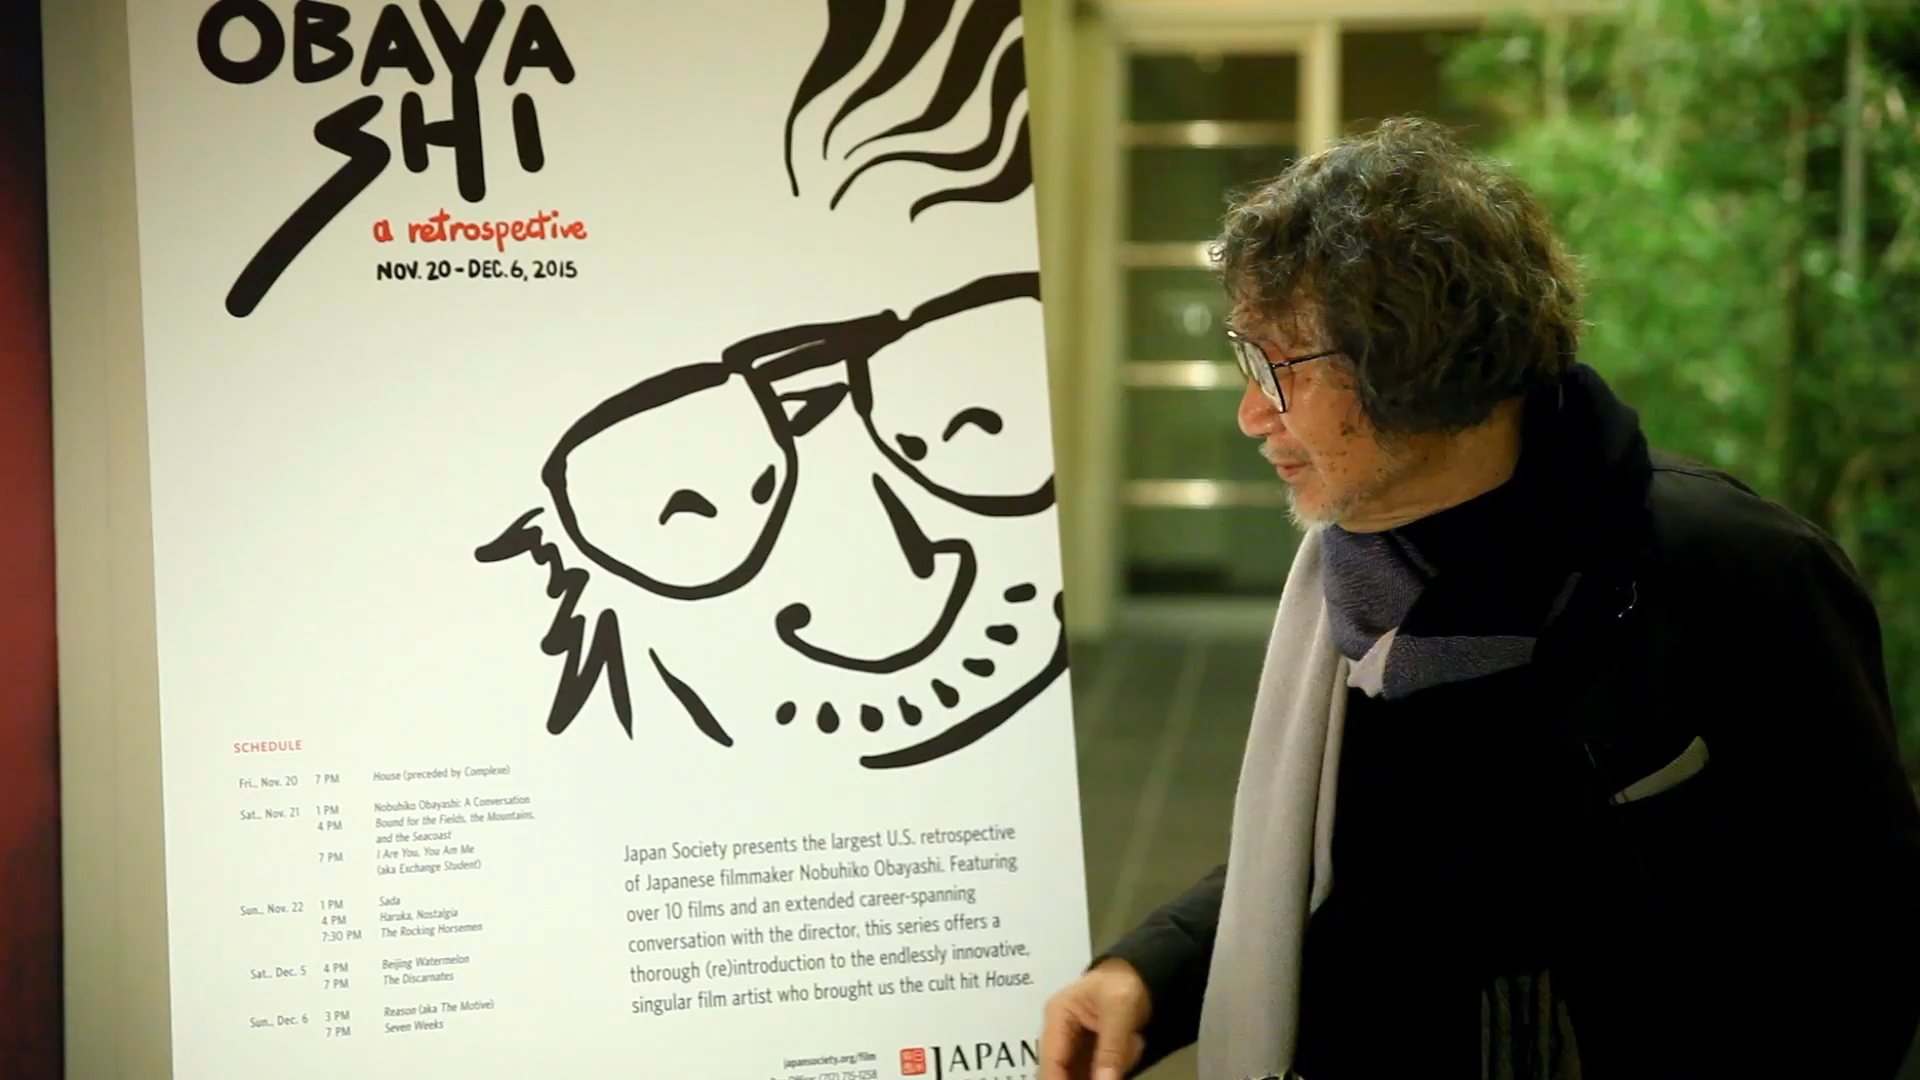 OBAYA
SHI
a retrospective
NOV. 20 - DEC. 6, 2015
SCHEDULE
Fri., Nov. 20 7 PM House (preceded by Complexe)
Sat., Nov. 21 1 PM Nobuhiko Obayashi: A Conversation
4 PM Bound for the Fields, the Mountains,
and the Seacoast
7 PM I Are You, You Am Me
(aka Exchange Student)
Sun., Nov. 22 1 PM Sada
4 PM Haruka, Nostalgia
7:30 PM The Rocking Horsemen
Sat., Dec. 5 4 PM Beijing Watermelon
7 PM The Discarnates
Sun., Dec. 6 3 PM Reason (aka The Motive)
7 PM Seven Weeks
Japan Society presents the largest U.S. retrospective
of Japanese filmmaker Nobuhiko Obayashi. Featuring
over 10 films and an extended career-spanning
conversation with the director, this series offers a
thorough (re)introduction to the endlessly innovative,
singular film artist who brought us the cult hit House.
japansociety.org/film
Box Office: (212) 715-1258
JAPAN